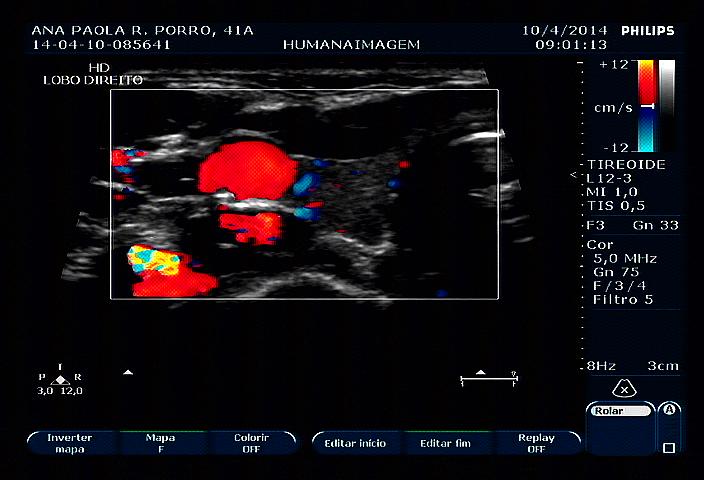 ANA PAOLA R. PORRO, 41A
10/4/2014 PHILIPS
14-04-10-085641
HUMANAIMAGEM
09:01:13
HD
LOBO DIREITO
+12
cm/s
-12
TIREOIDE
L12-3
MI 1,0
TIS 0,5
F3 Gn 33
Cor
5,0 MHz
Gn 75
F/3/4
Filtro 5
8Hz 3cm
T
P R
3,0 12,0
Rolar
A
Inverter mapa
Mapa F
Colorir OFF
Editar início
Editar fim
Replay OFF